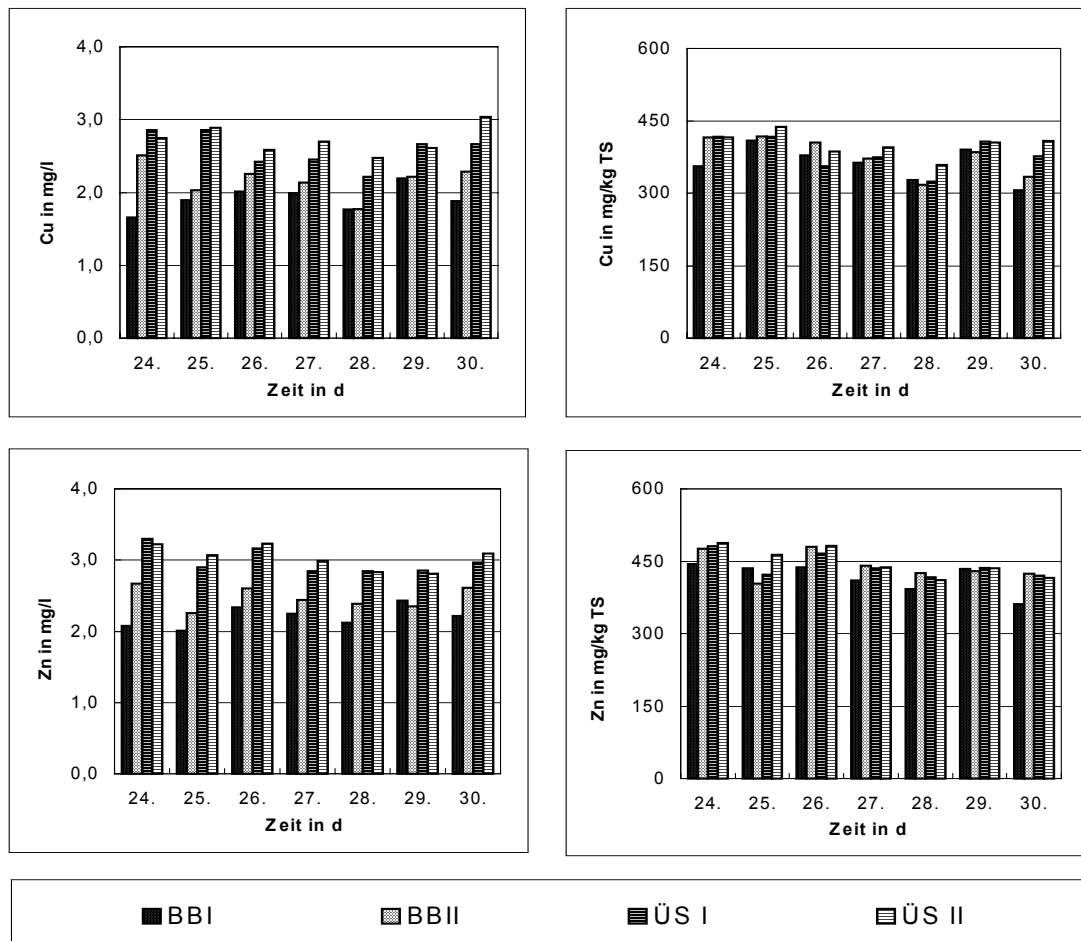 4,0
3,0
2,0
1,0
0,0
Cu in mg/l
24. 25. 26. 27. 28. 29. 30.
Zeit in d
600
450
300
150
0
Cu in mg/kg TS
24. 25. 26. 27. 28. 29. 30.
Zeit in d
4,0
3,0
2,0
1,0
0,0
Zn in mg/l
24. 25. 26. 27. 28. 29. 30.
Zeit in d
600
450
300
150
0
Zn in mg/kg TS
24. 25. 26. 27. 28. 29. 30.
Zeit in d
BBI BBII ÜS I ÜS II